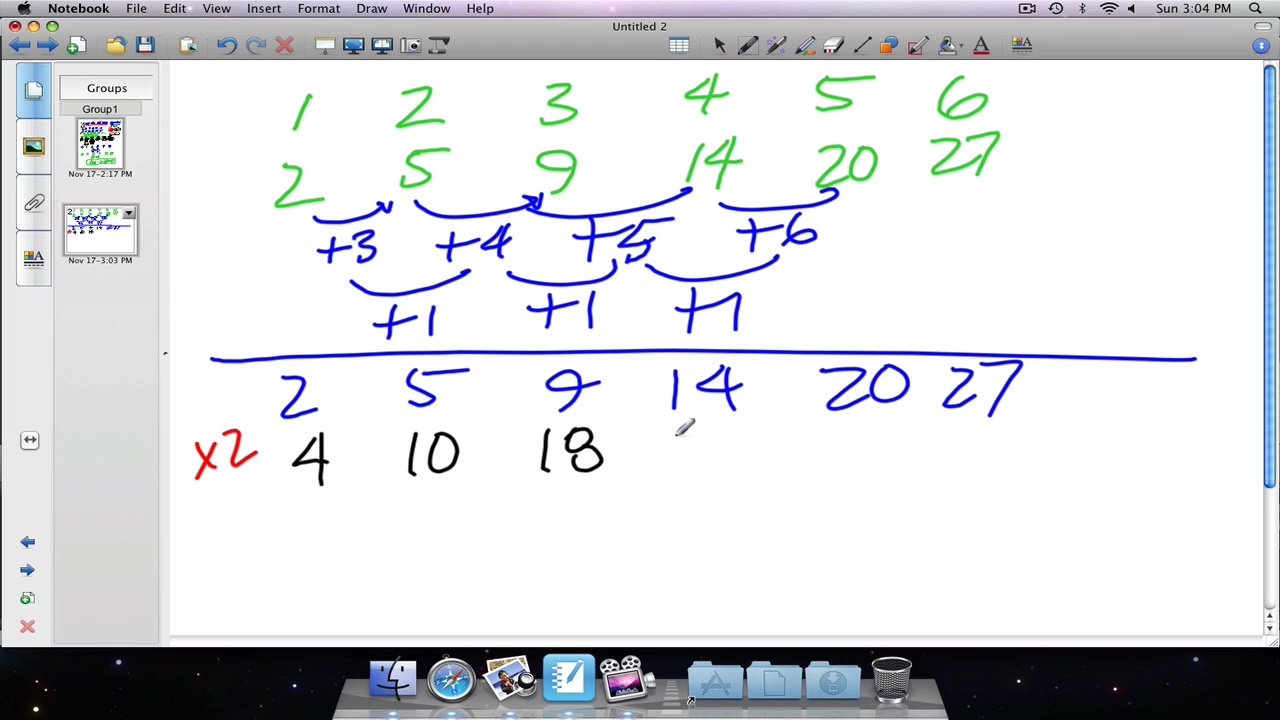 Notebook File Edit View Insert Format Draw Window Help Sun 3:04 PM
Untitled 2
Groups
Group1
Nov 17-2:17 PM
Nov 17-3:03 PM
1 2 3 4 5 6
2 5 9 14 20 27
+3 +4 +5 +6
+1 +1 +1
2 5 9 14 20 27
x2 4 10 18